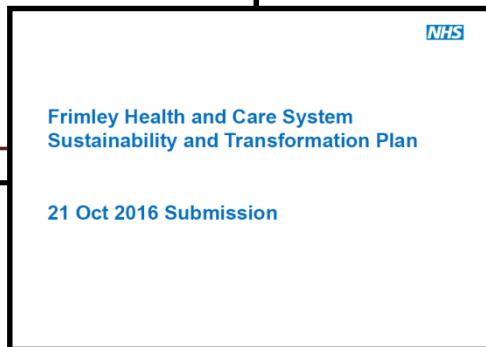 NHS
Frimley Health and Care System
Sustainability and Transformation Plan
21 Oct 2016 Submission